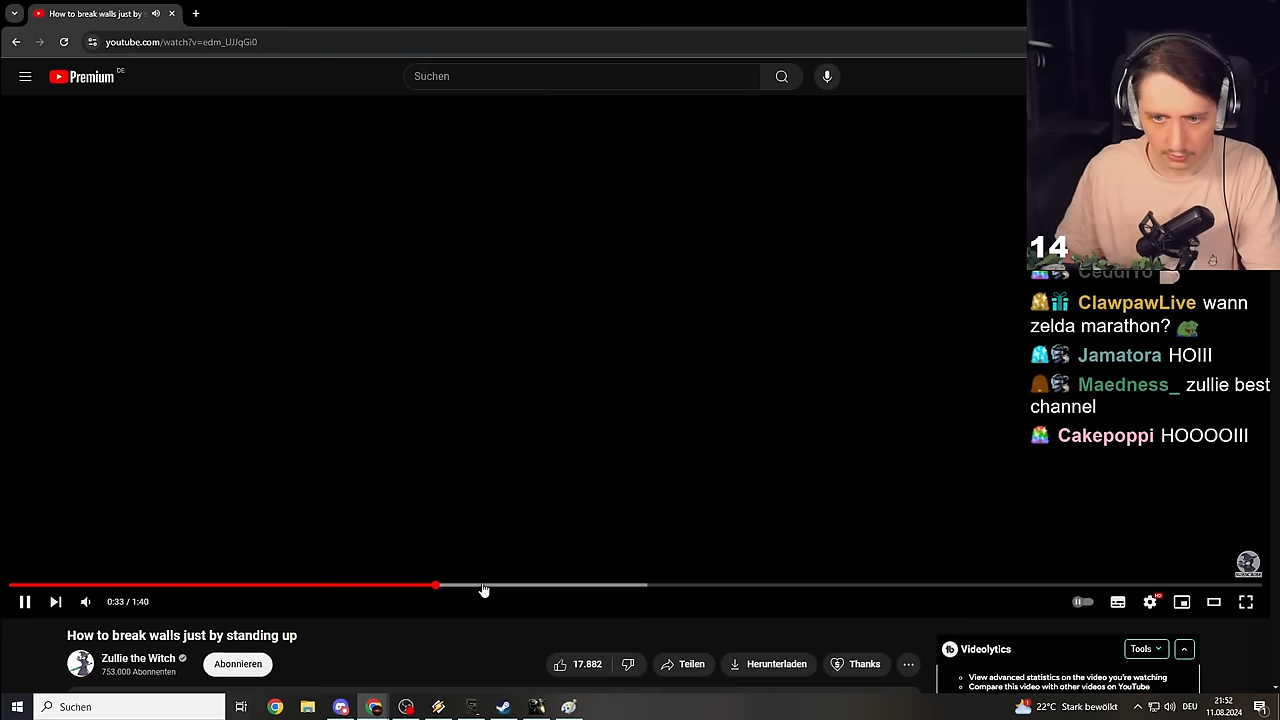 How to break walls just by s
youtube.com/watch?v=edm_UJJqGi0
Premium DE
Suchen
14
CeduTTo
ClawpawLive wann
zelda marathon?
Jamatora HOIII
Maedness_ zullie best
channel
Cakepoppi HOOOOIII
0:33 / 1:40
HD
How to break walls just by standing up
Zullie the Witch
753.000 Abonnenten
Abonnieren
17.882
Teilen
Herunterladen
Thanks
Videolytics
Tools
View advanced statistics on the video you're watching
Compare this video with other videos on YouTube
Suchen
22°C Stark bewölkt
DEU
21:52
11.08.2024